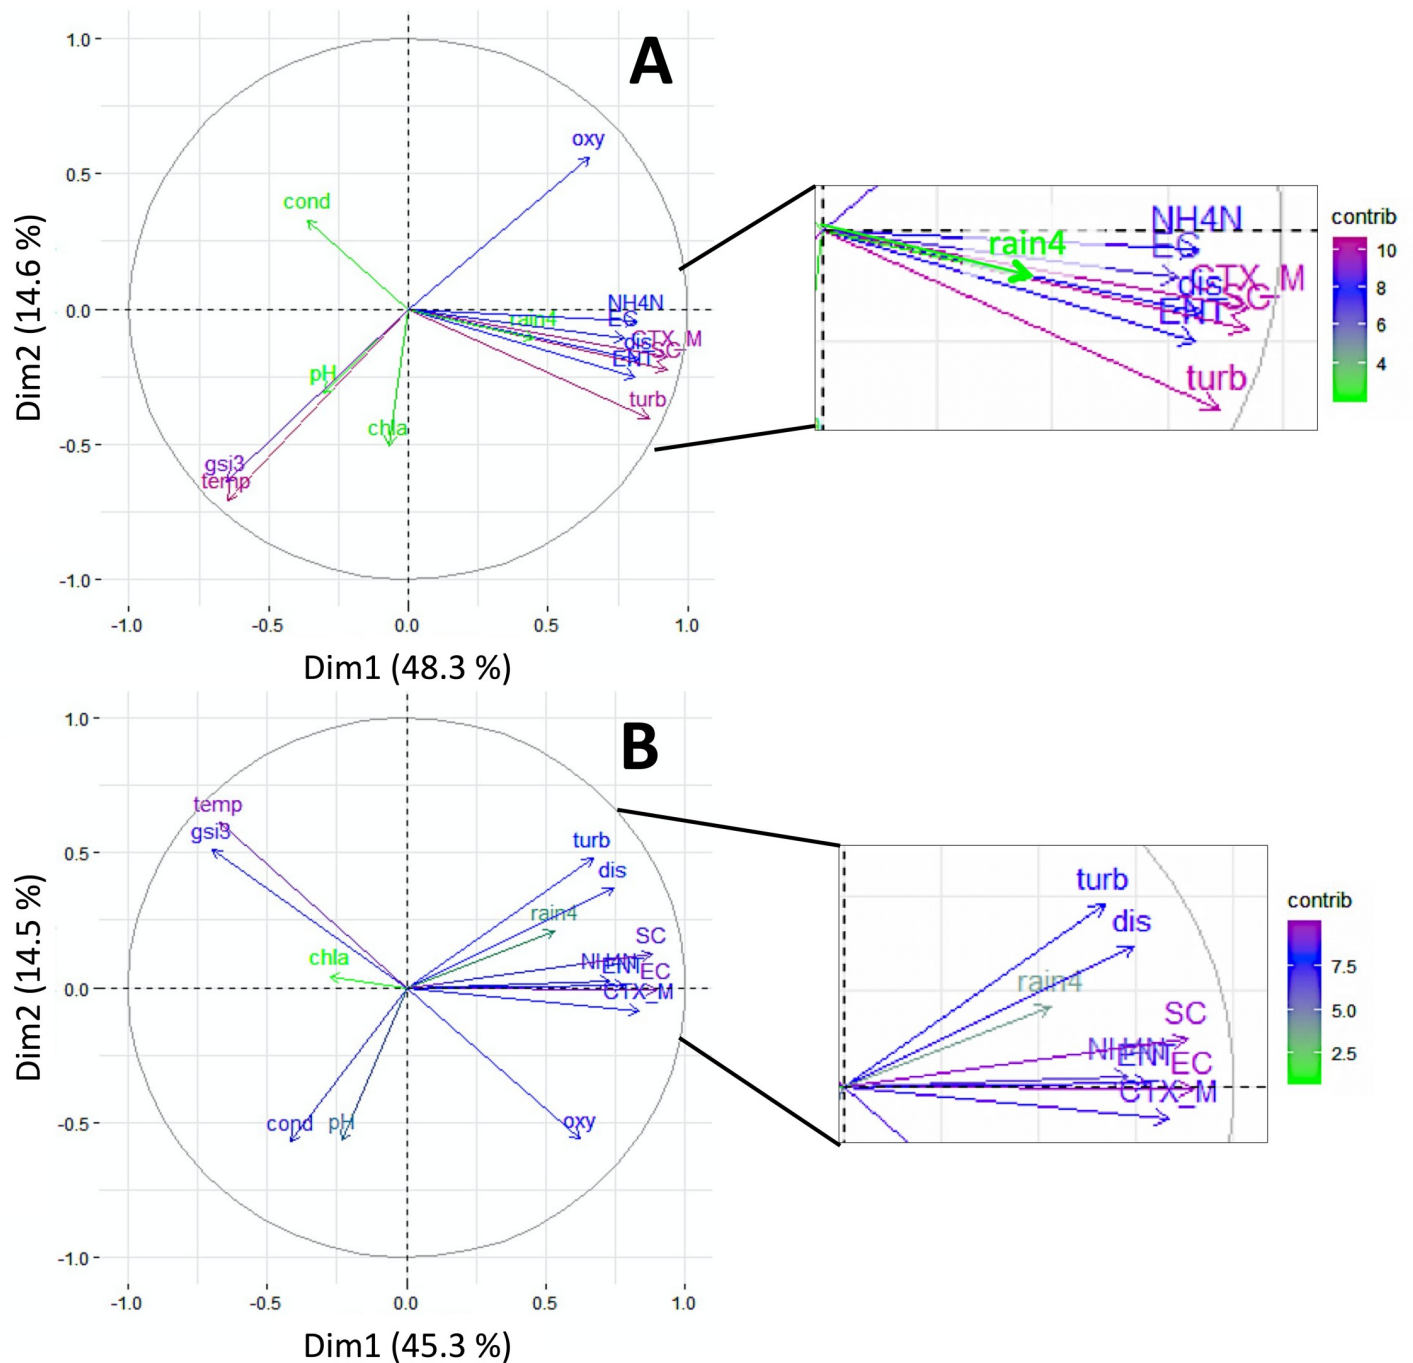 A
1.0
0.5
0.0
-0.5
-1.0
Dim2 (14.6 %)
oxy
cond
NH4N
EC
rain4
CTX_M
dis
SC
ENT
pH
turb
chla
gsi3
temp
-1.0 -0.5 0.0 0.5 1.0
Dim1 (48.3 %)
NH4N
EC
rain4
CTX_M
dis
SC
ENT
turb
contrib
10
8
6
4
B
1.0
0.5
0.0
-0.5
-1.0
Dim2 (14.5 %)
temp
gsi3
turb
dis
rain4
SC
chla
NH4N
ENT
EC
CTX_M
cond
pH
oxy
-1.0 -0.5 0.0 0.5 1.0
Dim1 (45.3 %)
turb
dis
rain4
SC
NH4N
ENT
EC
CTX_M
contrib
7.5
5.0
2.5